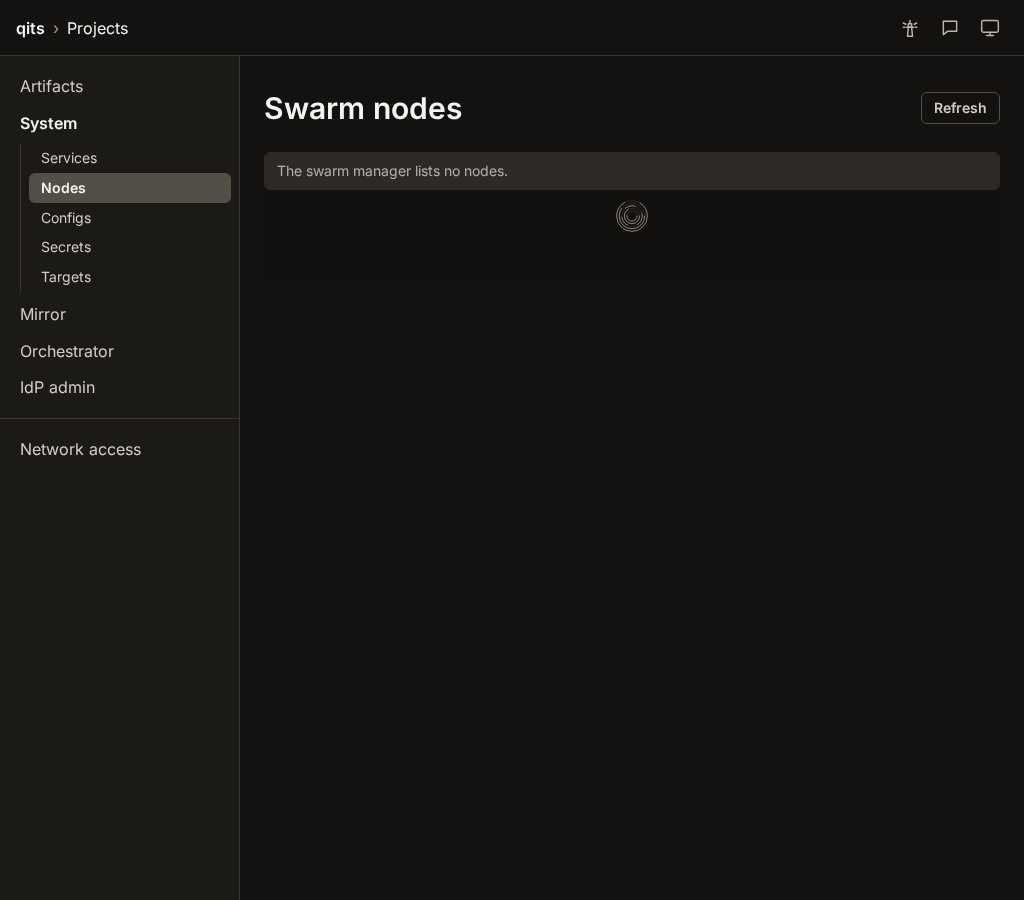 qits › Projects
Artifacts
System
Services
Nodes
Configs
Secrets
Targets
Mirror
Orchestrator
IdP admin
Network access
Swarm nodes
Refresh
The swarm manager lists no nodes.